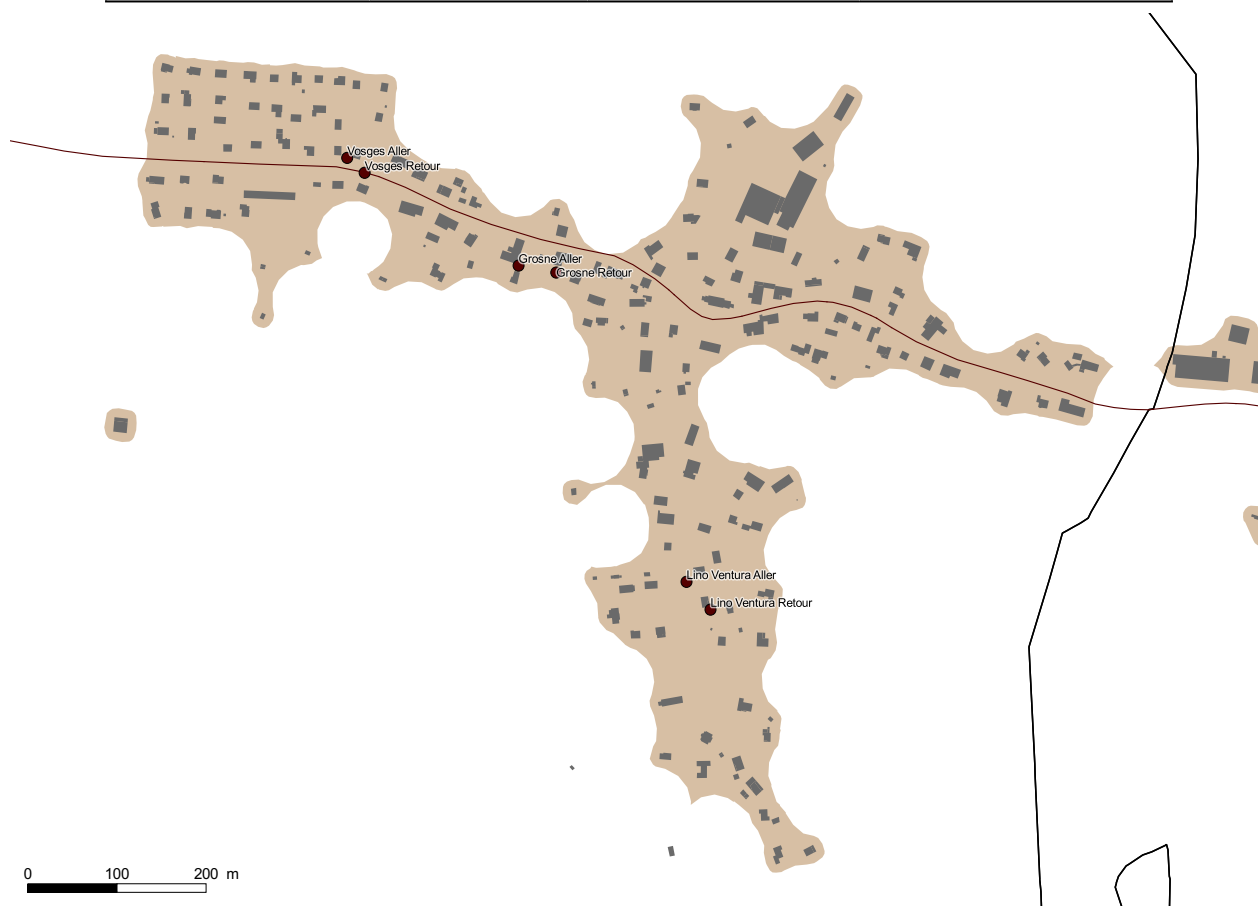 Vosges Aller
Vosges Retour
Grosne Aller
Grosne Retour
Lino Ventura Aller
Lino Ventura Retour
0 100 200 m